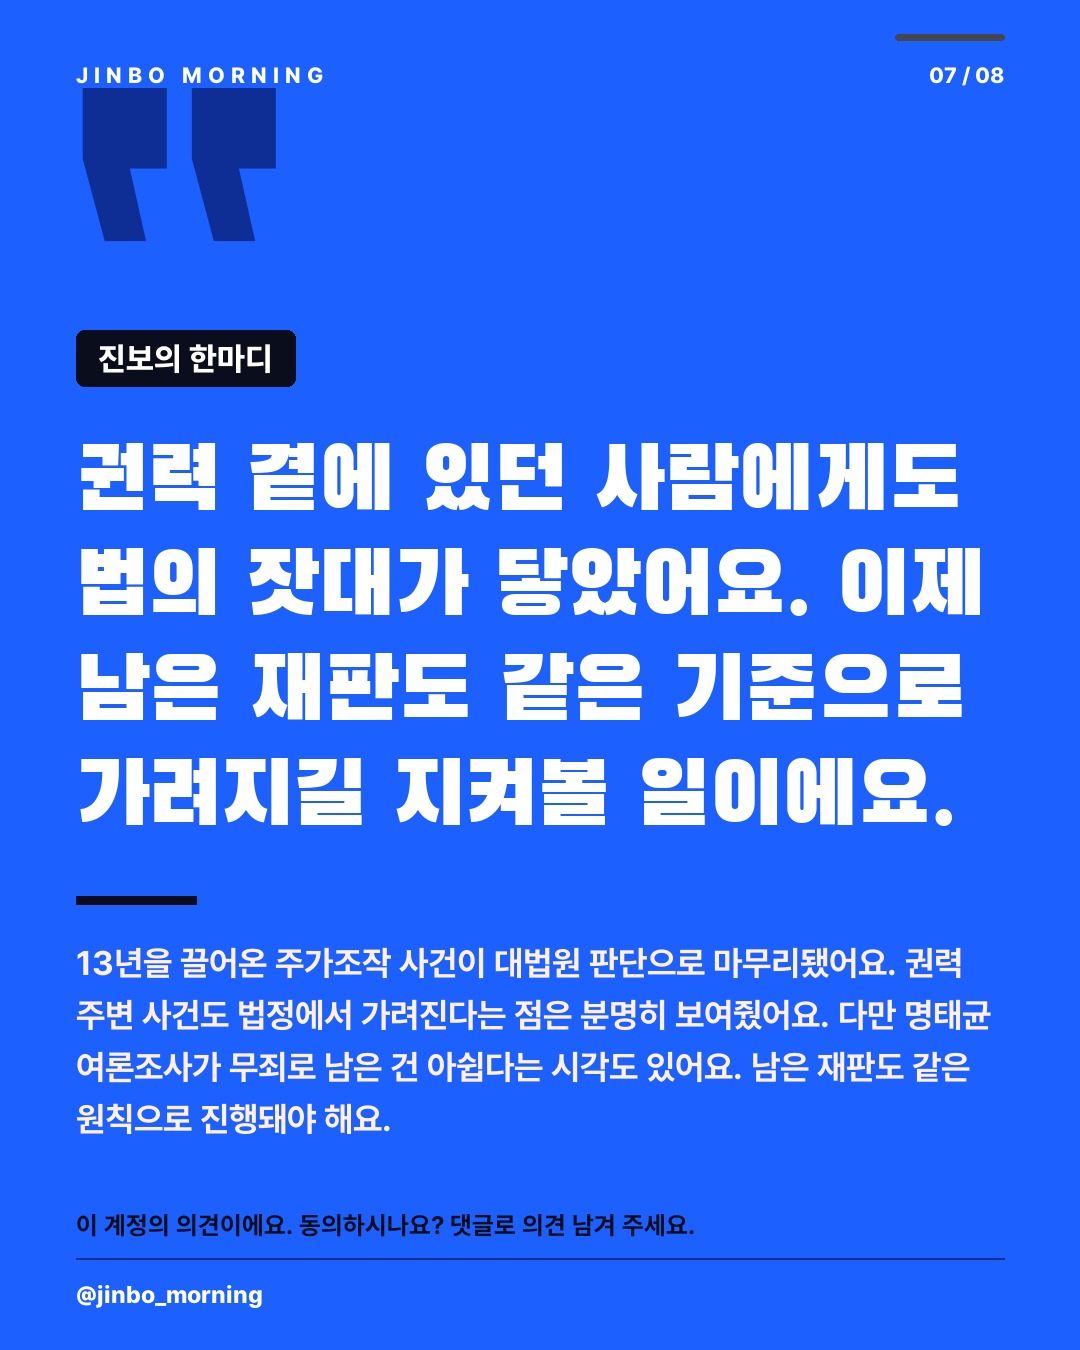 JINBO MORNING
07 / 08
진보의 한마디
권력 곁에 있던 사람에게도
법의 잣대가 닿았어요. 이제
남은 재판도 같은 기준으로
가려지길 지켜볼 일이에요.
13년을 끌어온 주가조작 사건이 대법원 판단으로 마무리됐어요. 권력
주변 사건도 법정에서 가려진다는 점은 분명히 보여줬어요. 다만 명태균
여론조사가 무죄로 남은 건 아쉽다는 시각도 있어요. 남은 재판도 같은
원칙으로 진행돼야 해요.
이 계정의 의견이에요. 동의하시나요? 댓글로 의견 남겨 주세요.
@jinbo_morning